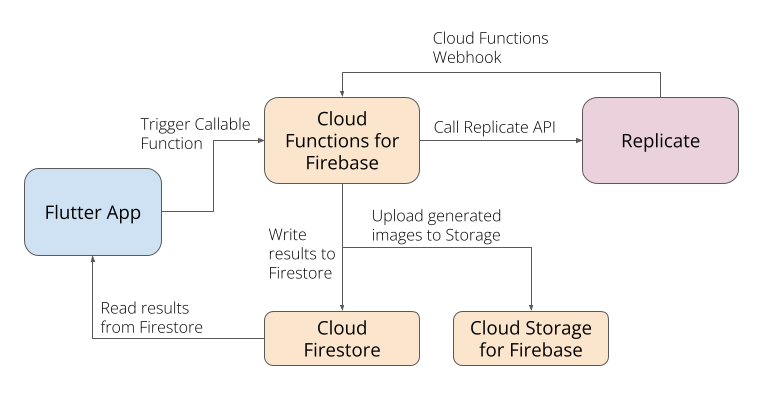 Cloud Functions
Webhook
Trigger Callable
Function
Cloud
Functions for
Firebase
Call Replicate API
Replicate
Flutter App
Write
results to
Firestore
Upload generated
images to Storage
Read results
from Firestore
Cloud
Firestore
Cloud Storage
for Firebase